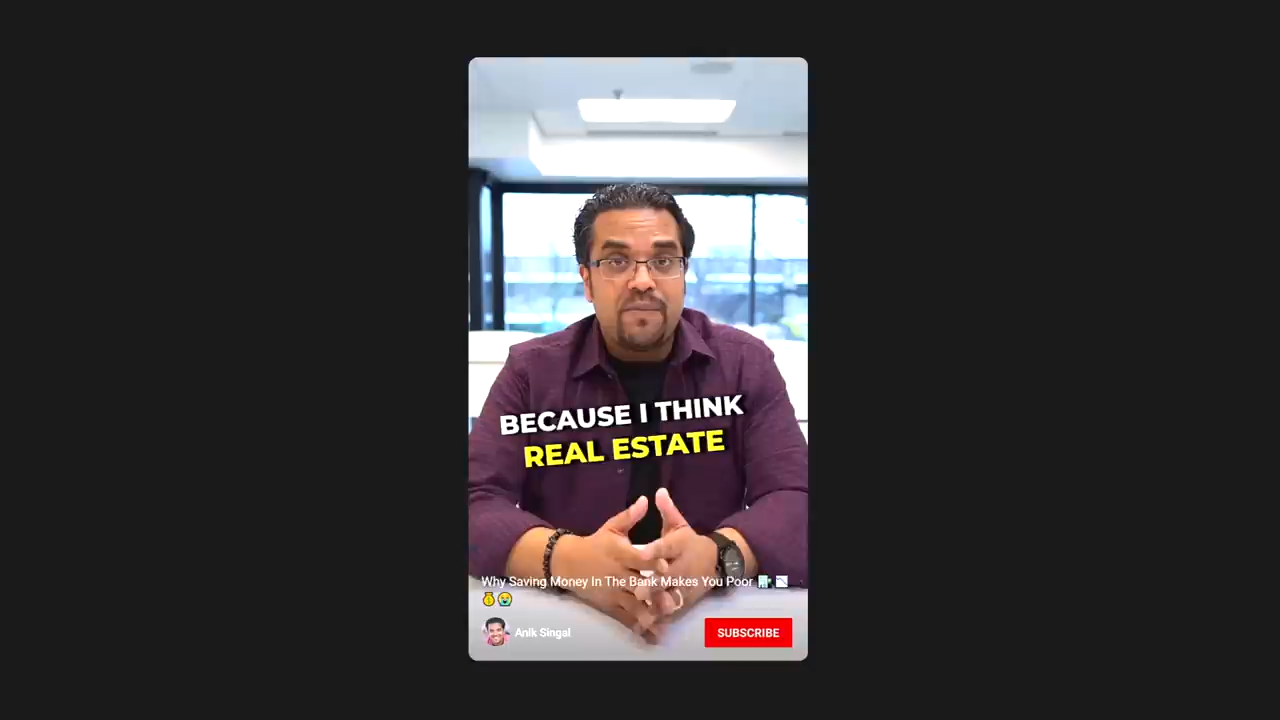 BECAUSE I THINK
REAL ESTATE
Why Saving Money In The Bank Makes You Poor
Anik Singal
SUBSCRIBE